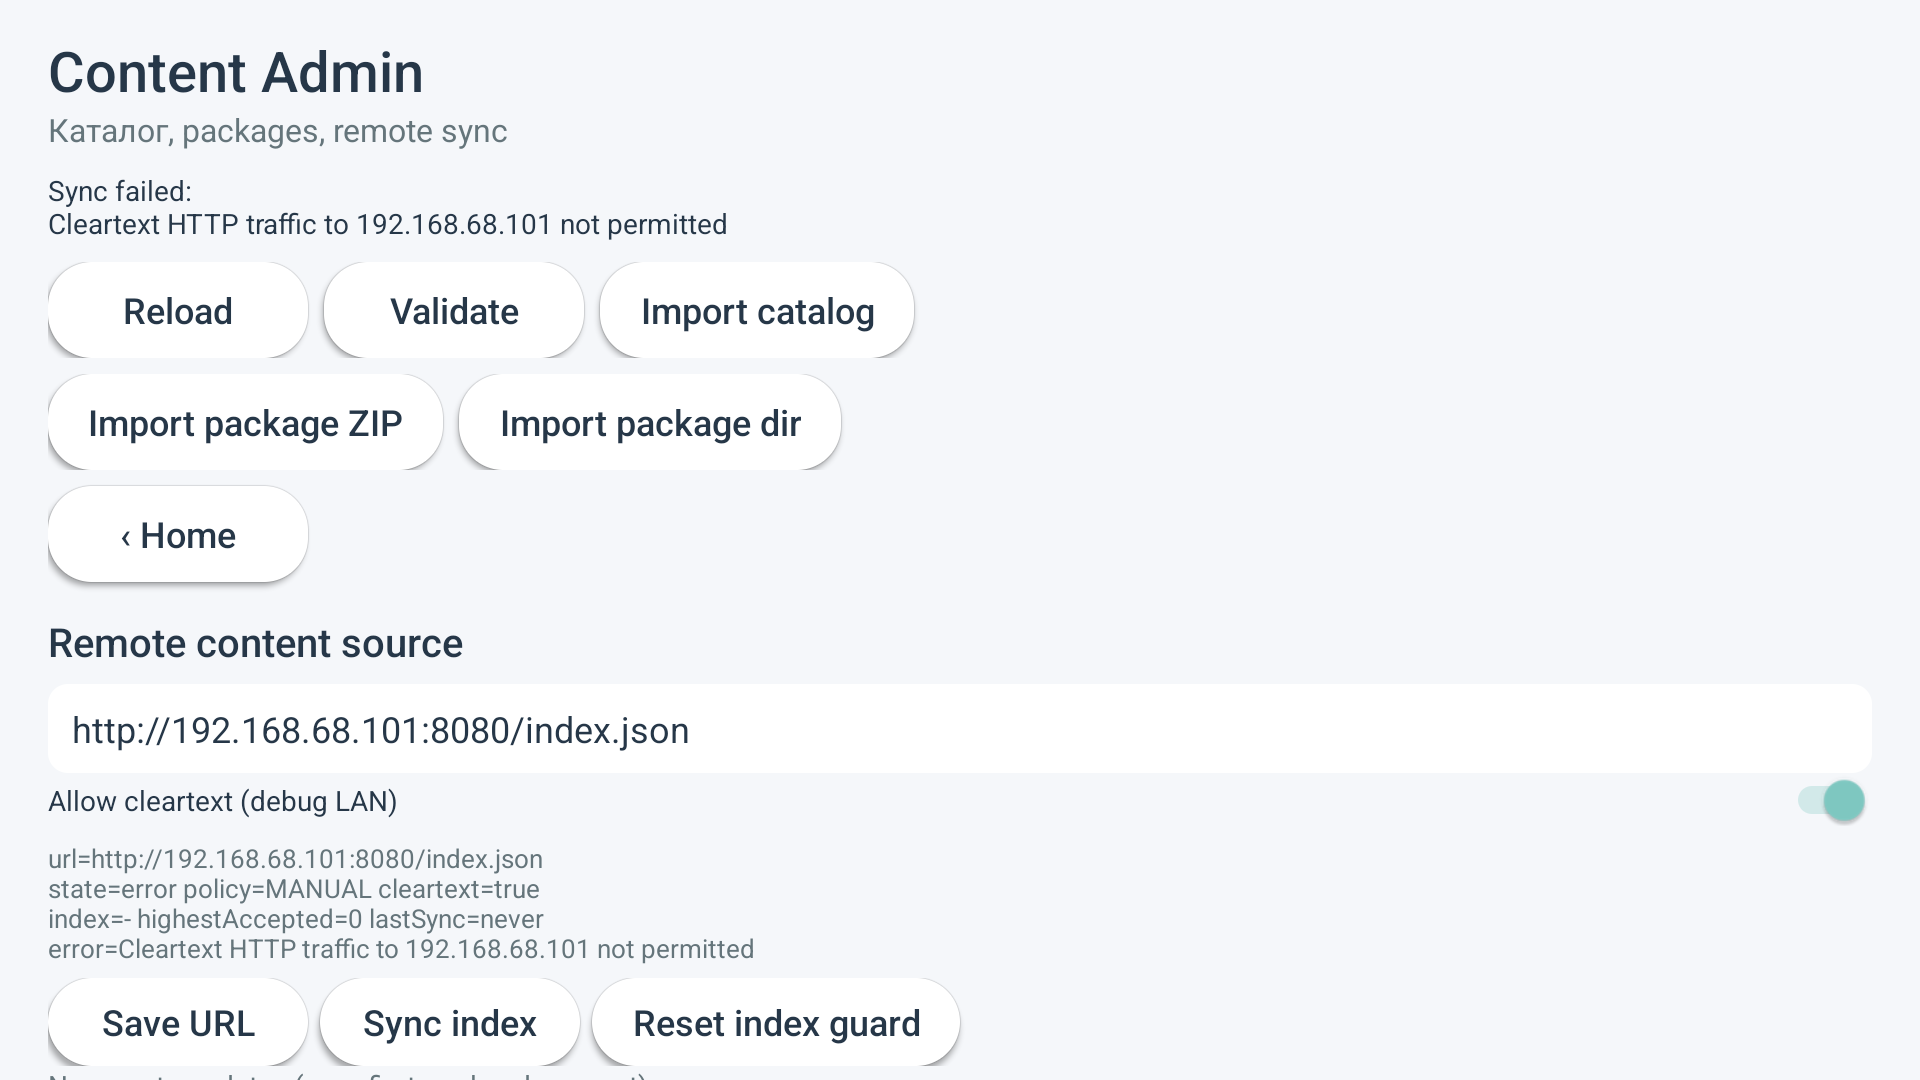 Content Admin
Каталог, packages, remote sync
Sync failed:
Cleartext HTTP traffic to 192.168.68.101 not permitted
Reload
Validate
Import catalog
Import package ZIP
Import package dir
‹ Home
Remote content source
http://192.168.68.101:8080/index.json
Allow cleartext (debug LAN)
url=http://192.168.68.101:8080/index.json
state=error policy=MANUAL cleartext=true
index=- highestAccepted=0 lastSync=never
error=Cleartext HTTP traffic to 192.168.68.101 not permitted
Save URL
Sync index
Reset index guard